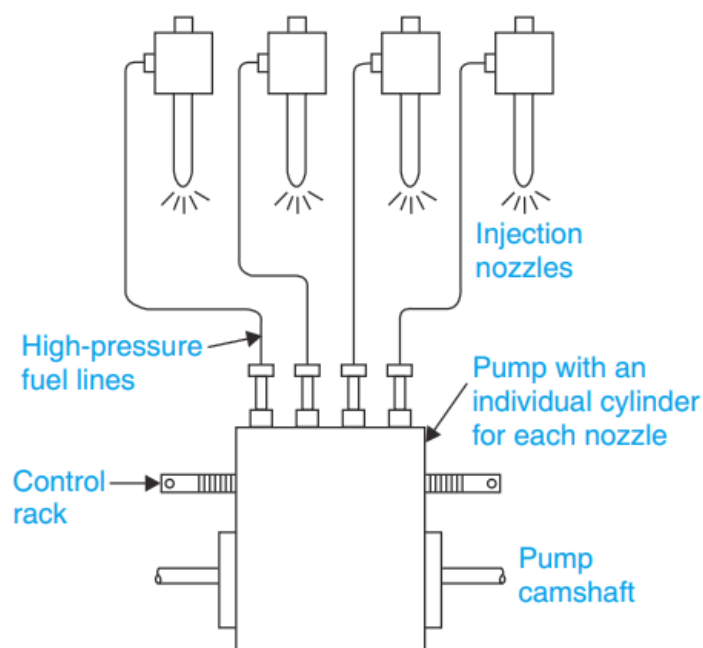 Injection
nozzles
High-pressure
fuel lines
Pump with an
individual cylinder
for each nozzle
Control
rack
Pump
camshaft